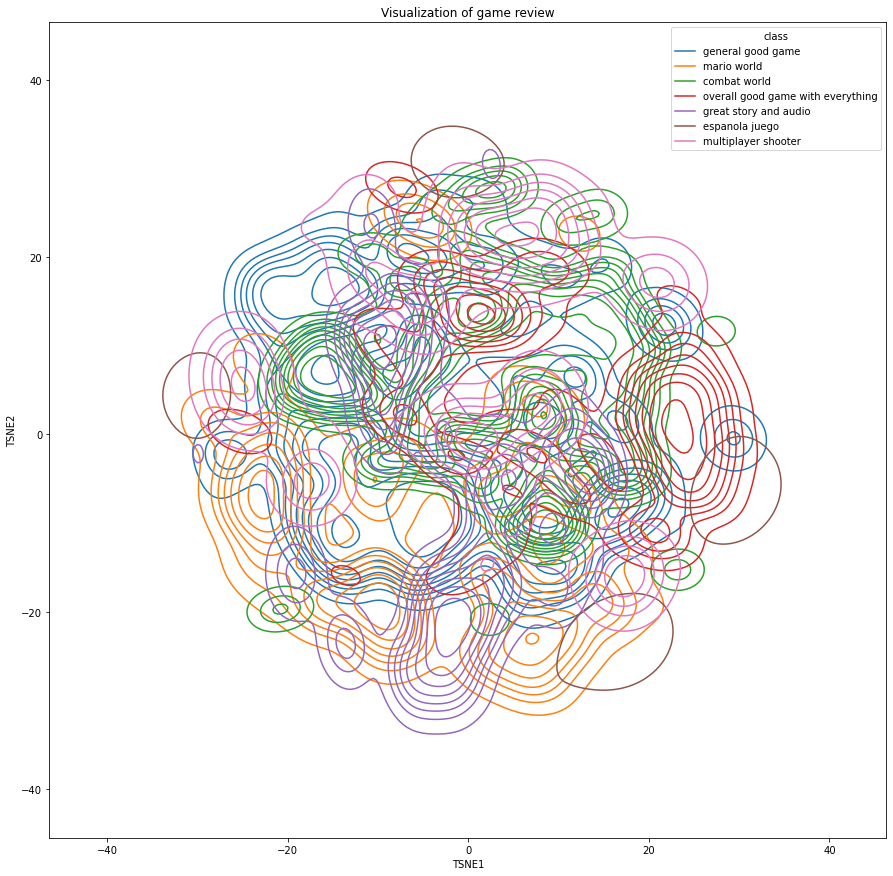 Visualization of game review
class
general good game
mario world
combat world
overall good game with everything
great story and audio
espanola juego
multiplayer shooter
40
20
0
−20
−40
TSNE2
−40
−20
0
20
40
TSNE1